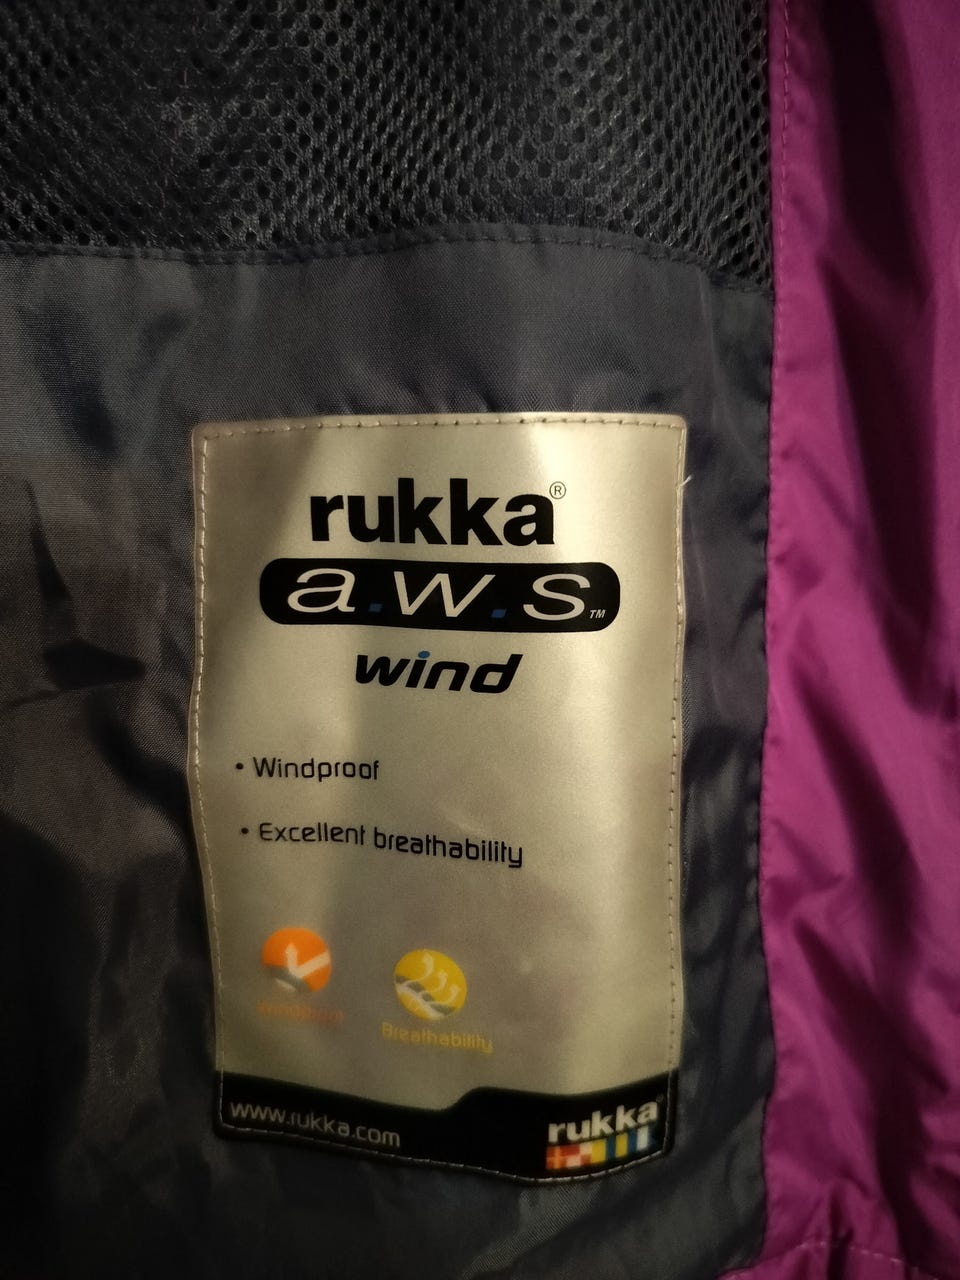 rukka®
a.w.s™
wind
• Windproof
• Excellent breathability
Breathability
www.rukka.com
rukka®